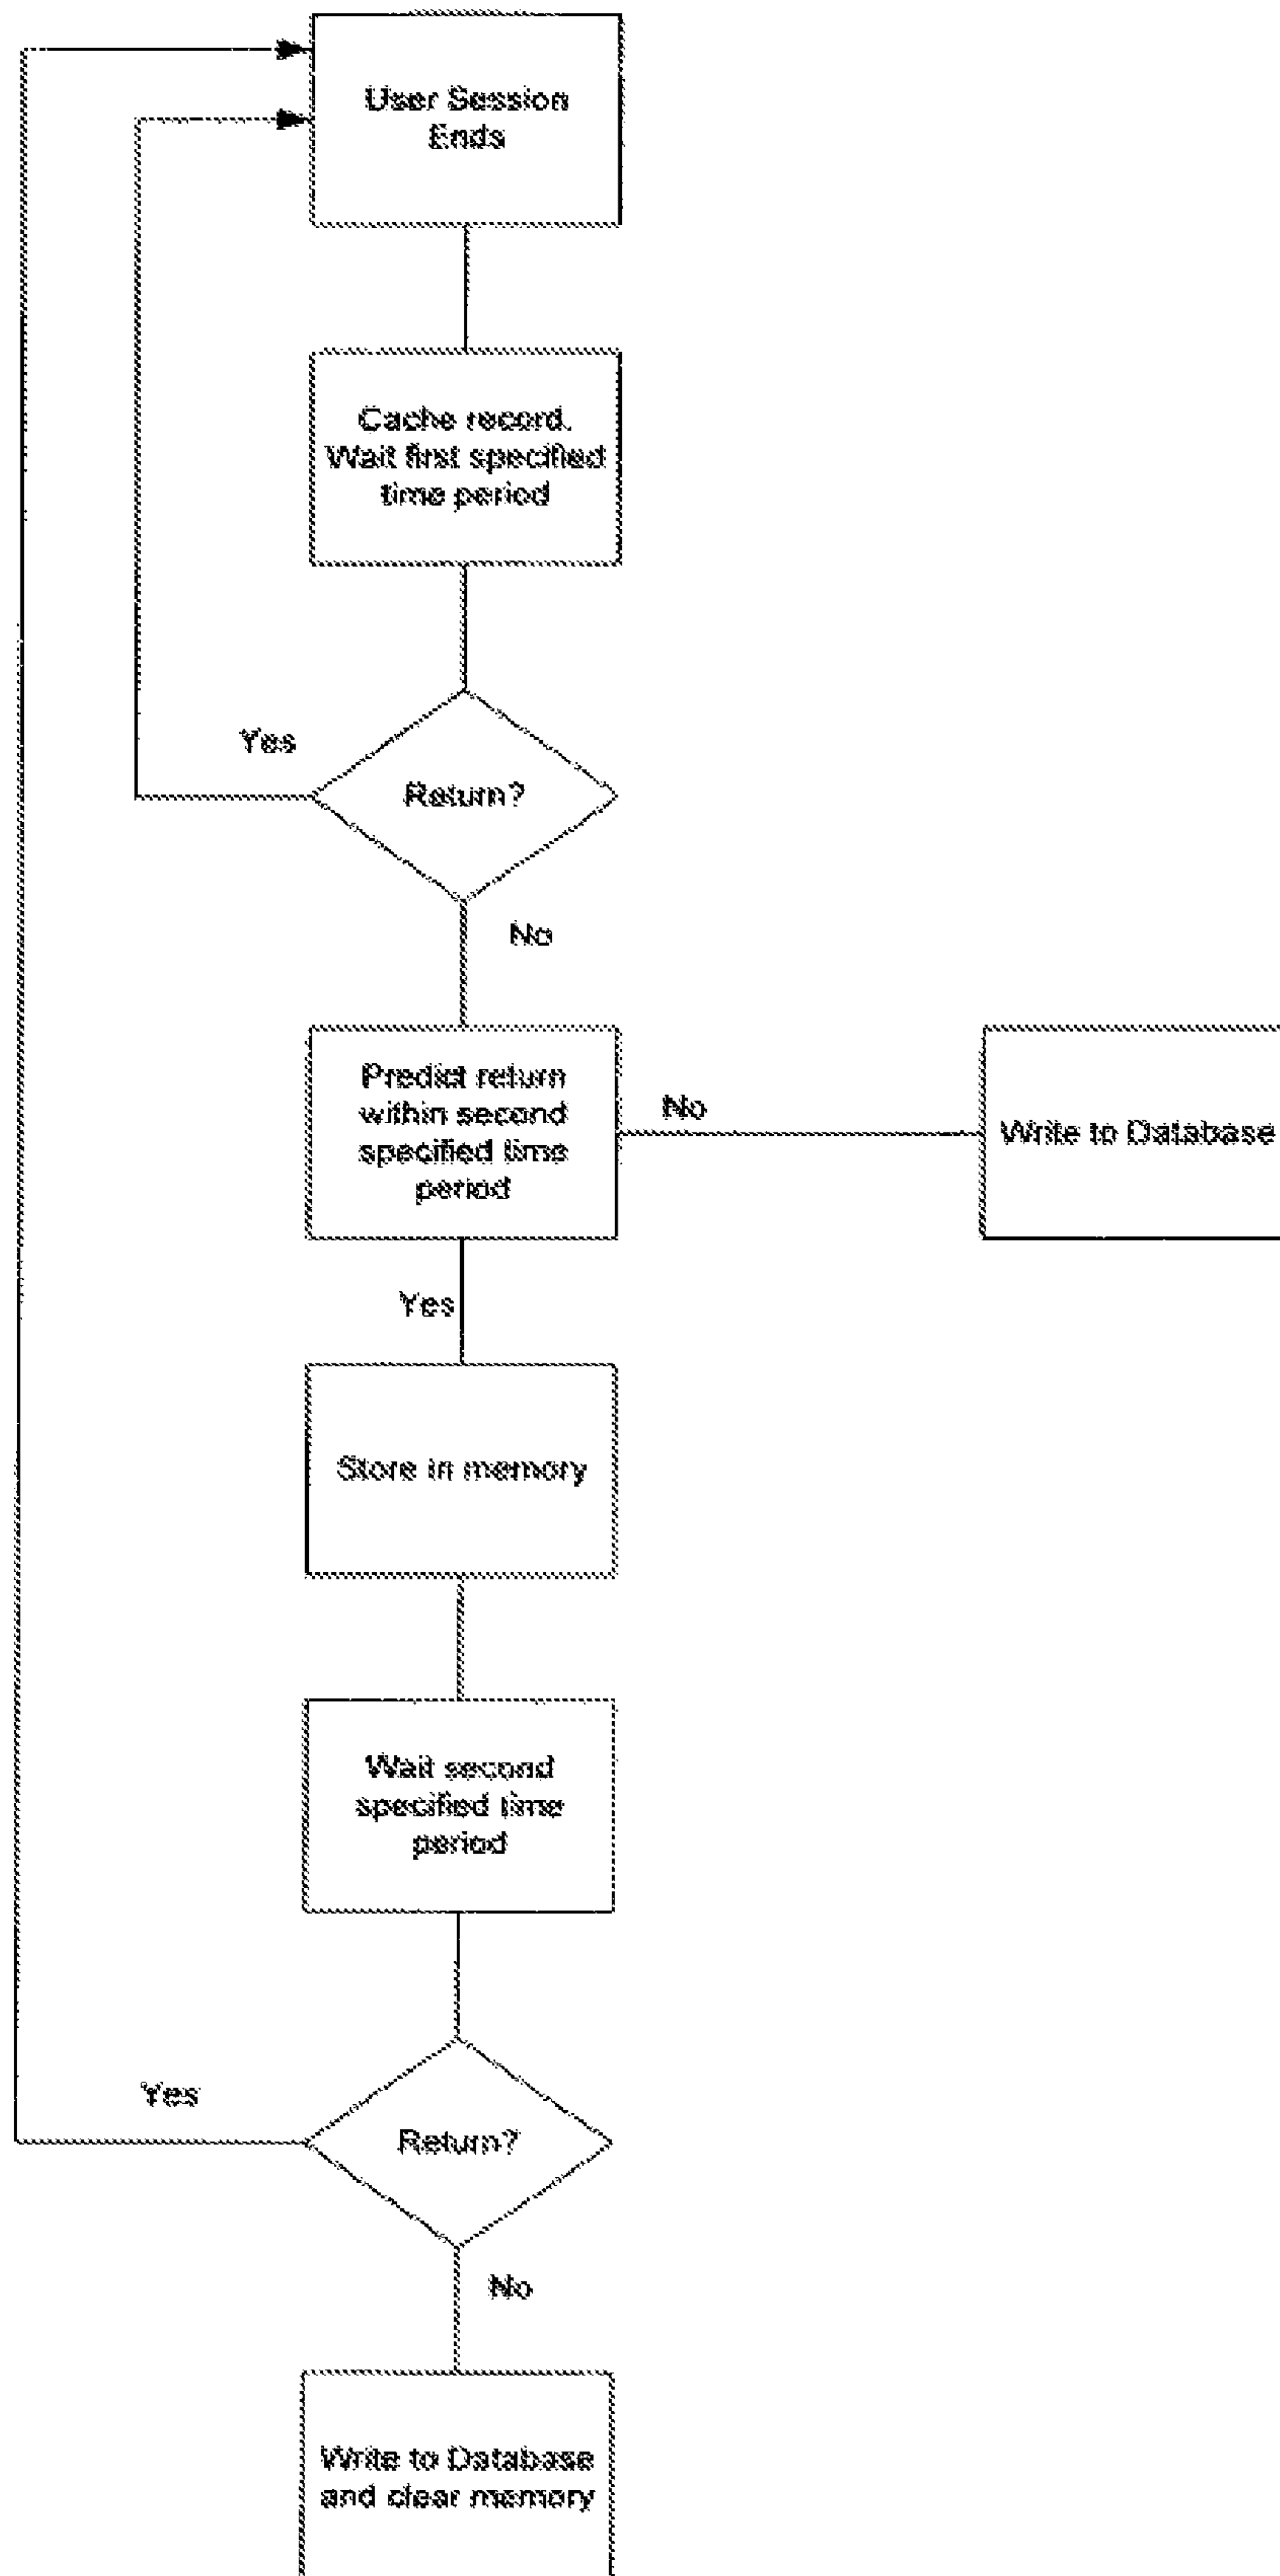 User Session
Ends
Cache record.
Wait first specified
time period
Yes
Return?
No
Predict return
within second
specified time
period
No
Write to Database
Yes
Store in memory
Wait second
specified time
period
Yes
Return?
No
Write to Database
and clear memory